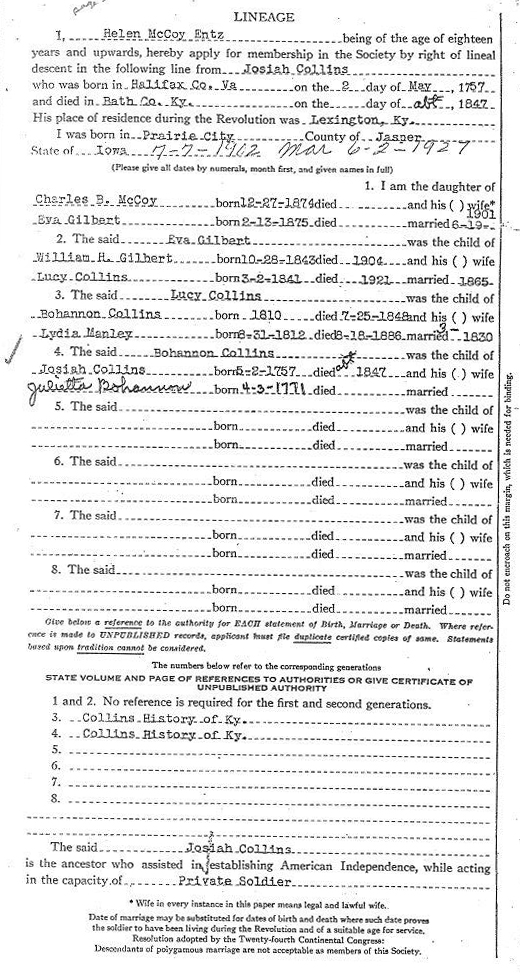 LINEAGE
I, Helen McCoy Entz being of the age of eighteen
years and upwards, hereby apply for membership in the Society by right of lineal
descent in the following line from Josiah Collins
who was born in Halifax Co. Va on the 2 day of May, 1757
and died in Bath Co. Ky. on the day of abt, 1847
His place of residence during the Revolution was Lexington, Ky.
I was born in Prairie City County of Jasper
State of Iowa 7-7-1902 Mar 6-2-1927
(Please give all dates by numerals, month first, and given names in full)
1. I am the daughter of
Charles B. McCoy born 12-27-1874 died and his ( ) wife*
1901
Eva Gilbert born 2-13-1875 died married 6-19-
2. The said Eva Gilbert was the child of
William H. Gilbert born 10-28-1843 died 1904 and his ( ) wife
Lucy Collins born 3-2-1841 died 1921 married 1865
3. The said Lucy Collins was the child of
Bohannon Collins born 1810 died 7-25-1848 and his ( ) wife
Lydia Manley born 8-31-1812 died 8-18-1886 married 3- 1830
4. The said Bohannon Collins was the child of
Josiah Collins born 5-2-1757 died abt 1847 and his ( ) wife
Julietta Bohannon born 4-3-1771 died married
5. The said was the child of
born died and his ( ) wife
born died married
6. The said was the child of
born died and his ( ) wife
born died married
7. The said was the child of
born died and his ( ) wife
born died married
8. The said was the child of
born died and his ( ) wife
born died married
Give below a reference to the authority for EACH statement of Birth, Marriage or Death. Where refer-
ence is made to UNPUBLISHED records, applicant must file duplicate certified copies of same. Statements
based upon tradition cannot be considered.
The numbers below refer to the corresponding generations
STATE VOLUME AND PAGE OF REFERENCES TO AUTHORITIES OR GIVE CERTIFICATE OF
UNPUBLISHED AUTHORITY
1 and 2. No reference is required for the first and second generations.
3. Collins History of Ky.
4. Collins History of Ky.
5.
6.
7.
8.
The said Josiah Collins
is the ancestor who assisted in establishing American Independence, while acting
in the capacity of Private Soldier
* Wife in every instance in this paper means legal and lawful wife.
Date of marriage may be substituted for dates of birth and death where such date proves
the soldier to have been living during the Revolution and of a suitable age for service.
Resolution adopted by the Twenty-fourth Continental Congress:
Descendants of polygamous marriage are not acceptable as members of this Society.
Do not encroach on this margin, which is needed for binding.